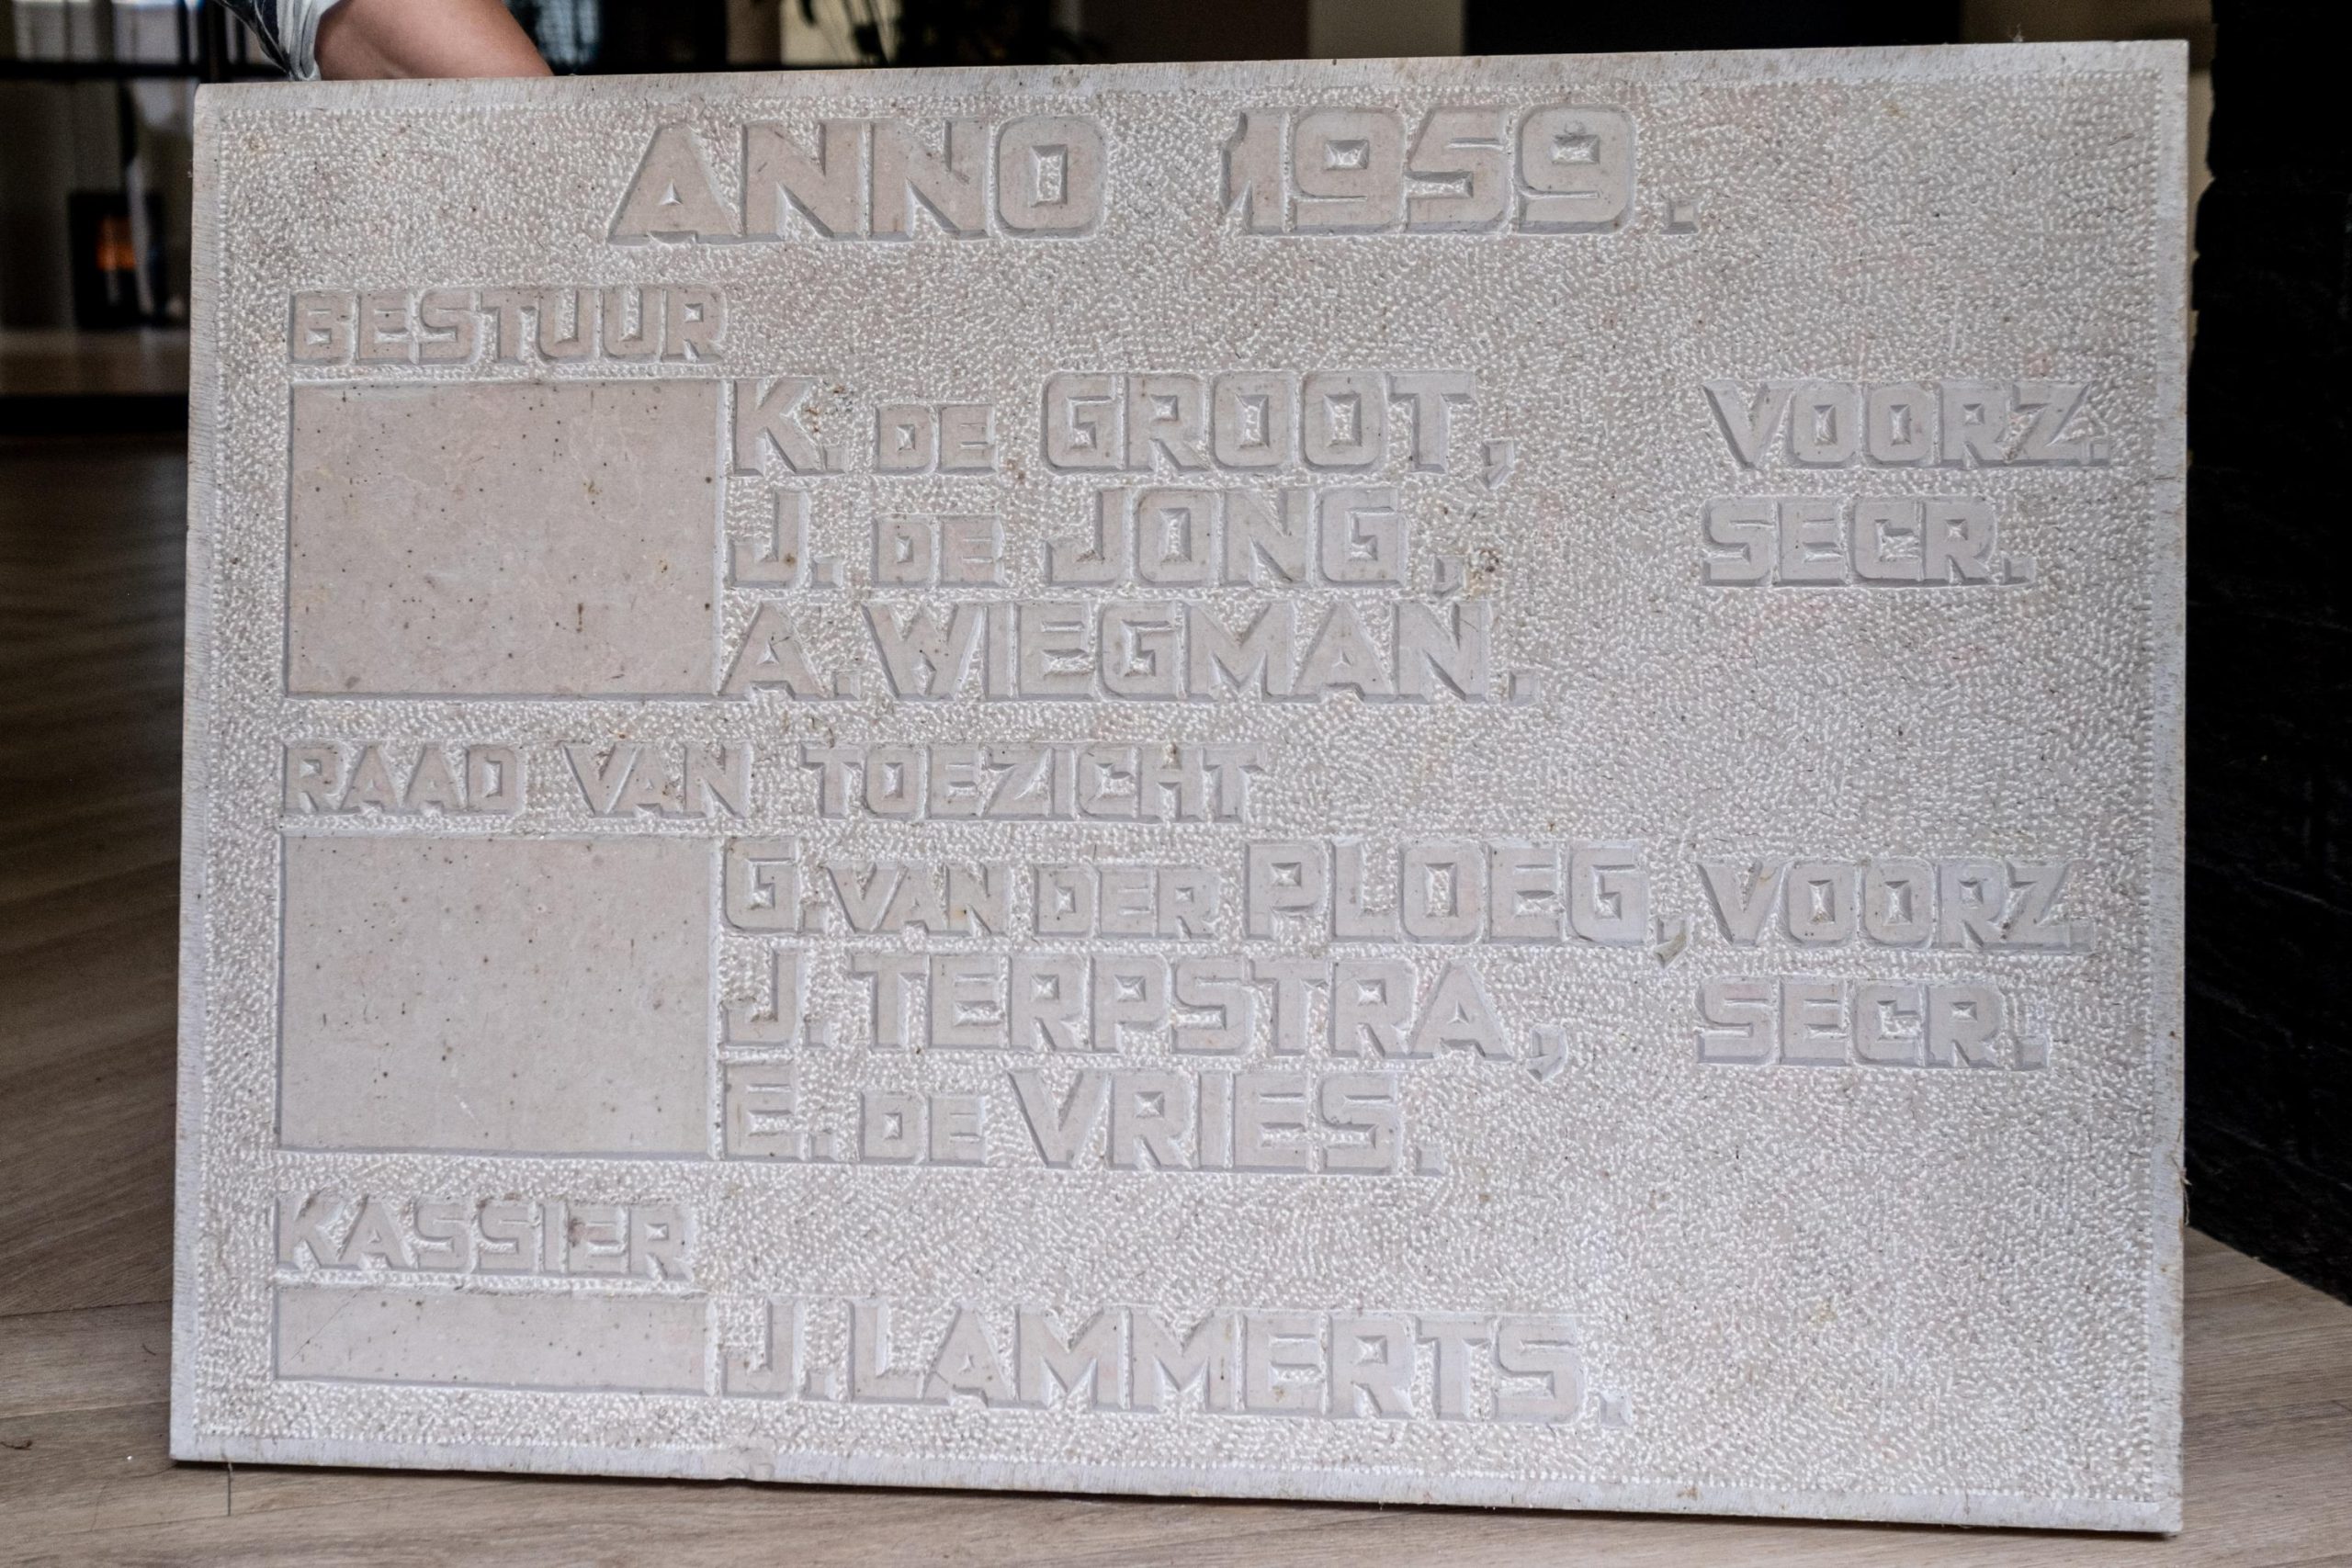 ANNO 1959.
BESTUUR
K. DE GROOT, VOORZ.
J. DE JONG, SECR.
A. WIEGMAN.
RAAD VAN TOEZICHT
G. VAN DER PLOEG, VOORZ.
J. TERPSTRA, SECR.
E. DE VRIES.
KASSIER
J. LAMMERTS.